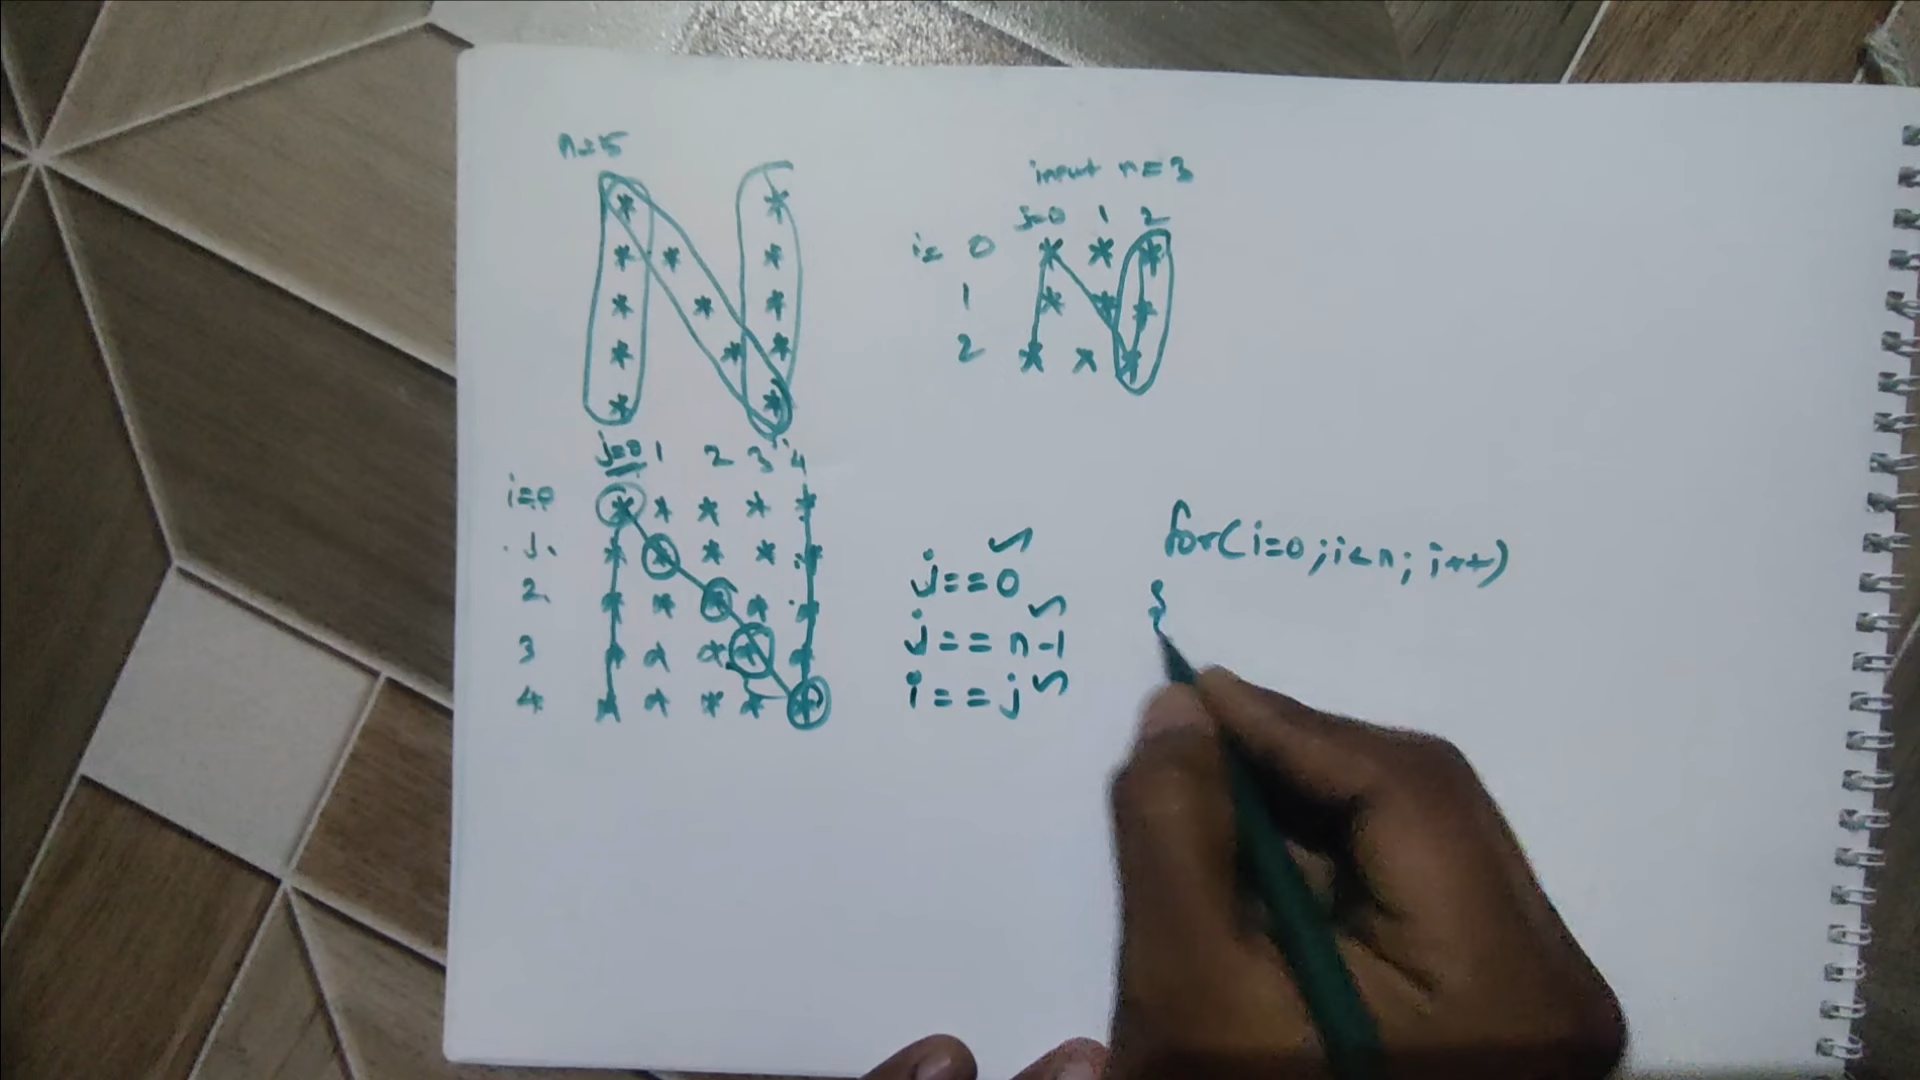 n=5
*       *
* *     *
*   *   *
*     * *
*       *
j=0 1 2 3 4
i=0 * * * * *
1 * * * * *
2 * * * * *
3 * * * * *
4 * * * * *
input n=3
j=0 1 2
i= 0 * * *
1 * * *
2 * * *
j==0 ✓
j==n-1 ✓
i==j ✓
for(i=0;i<n; i++)
{